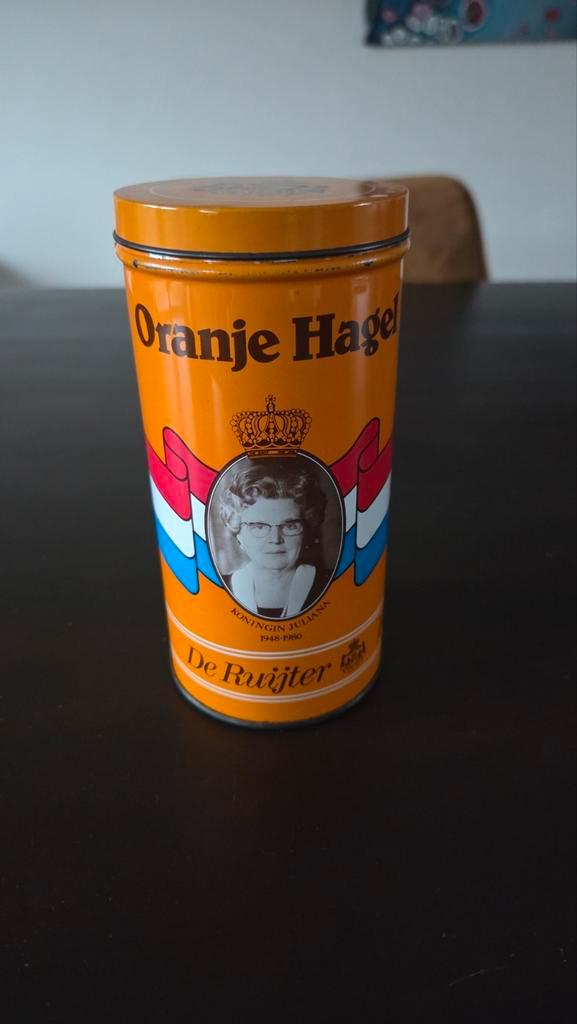 Oranje Hagel
KONINGIN JULIANA
1948-1980
De Ruijter